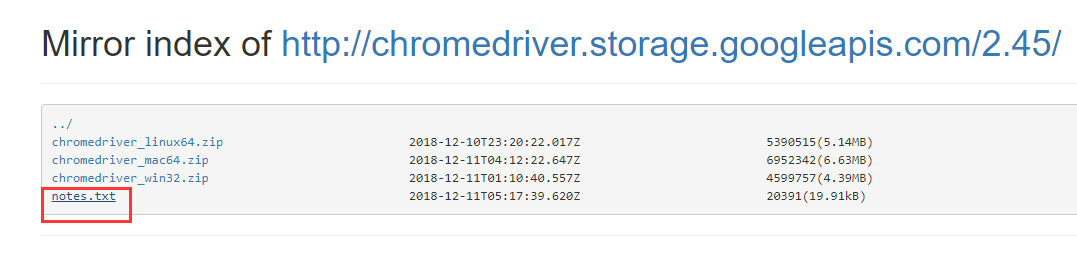 Mirror index of http://chromedriver.storage.googleapis.com/2.45/
../
chromedriver_linux64.zip 2018-12-10T23:20:22.017Z 5390515(5.14MB)
chromedriver_mac64.zip 2018-12-11T04:12:22.647Z 6952342(6.63MB)
chromedriver_win32.zip 2018-12-11T01:10:40.557Z 4599757(4.39MB)
notes.txt 2018-12-11T05:17:39.620Z 20391(19.91kB)